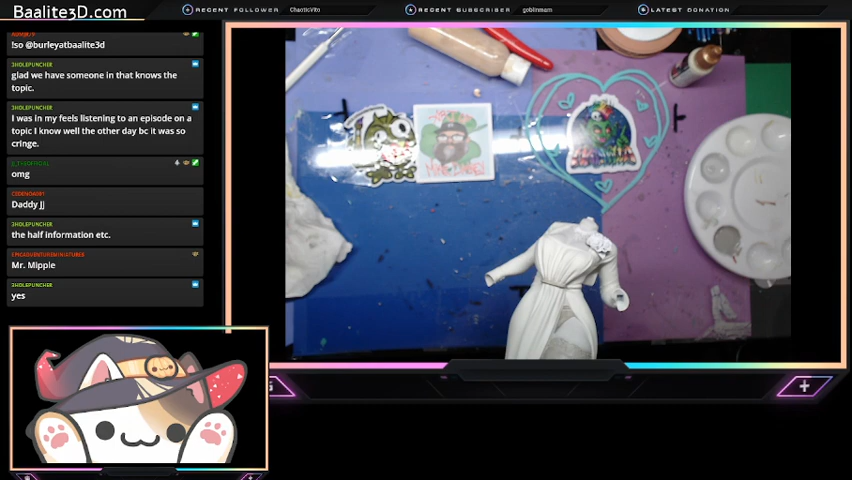 Baalite3D.com
RECENT FOLLOWER ChaoticVito
RECENT SUBSCRIBER goblinmam
LATEST DONATION
!so @burleyatbaalite3d
3HOLEPUNCHER
glad we have someone in that knows the
topic.
3HOLEPUNCHER
I was in my feels listening to an episode on a
topic I know well the other day bc it was so
cringe.
omg
Daddy Jj
3HOLEPUNCHER
the half information etc.
EPICADVENTUREMINIATURES
Mr. Mipple
3HOLEPUNCHER
yes